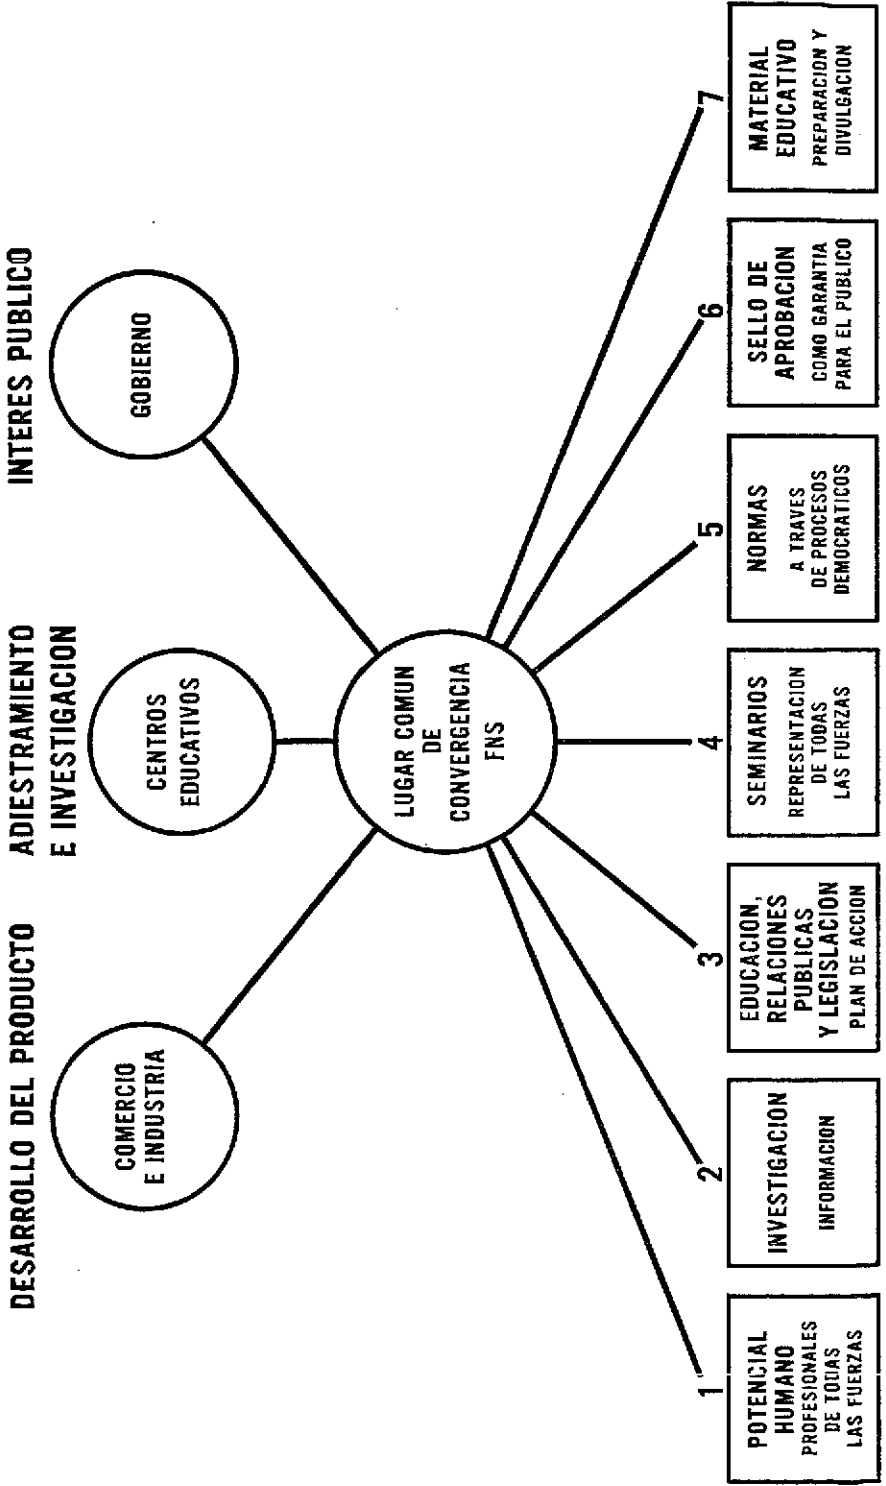 DESARROLLO DEL PRODUCTO
ADIESTRAMIENTO
E INVESTIGACION
INTERES PUBLICO
COMERCIO
E INDUSTRIA
CENTROS
EDUCATIVOS
GOBIERNO
LUGAR COMUN
DE
CONVERGENCIA
FNS
1
2
3
4
5
6
7
POTENCIAL
HUMANO
PROFESIONALES
DE TODAS
LAS FUERZAS
INVESTIGACION
INFORMACION
EDUCACION,
RELACIONES
PUBLICAS
Y LEGISLACION
PLAN DE ACCION
SEMINARIOS
REPRESENTACION
DE TODAS
LAS FUERZAS
NORMAS
A TRAVES
DE PROCESOS
DEMOCRATICOS
SELLO DE
APROBACION
COMO GARANTIA
PARA EL PUBLICO
MATERIAL
EDUCATIVO
PREPARACION Y
DIVULGACION